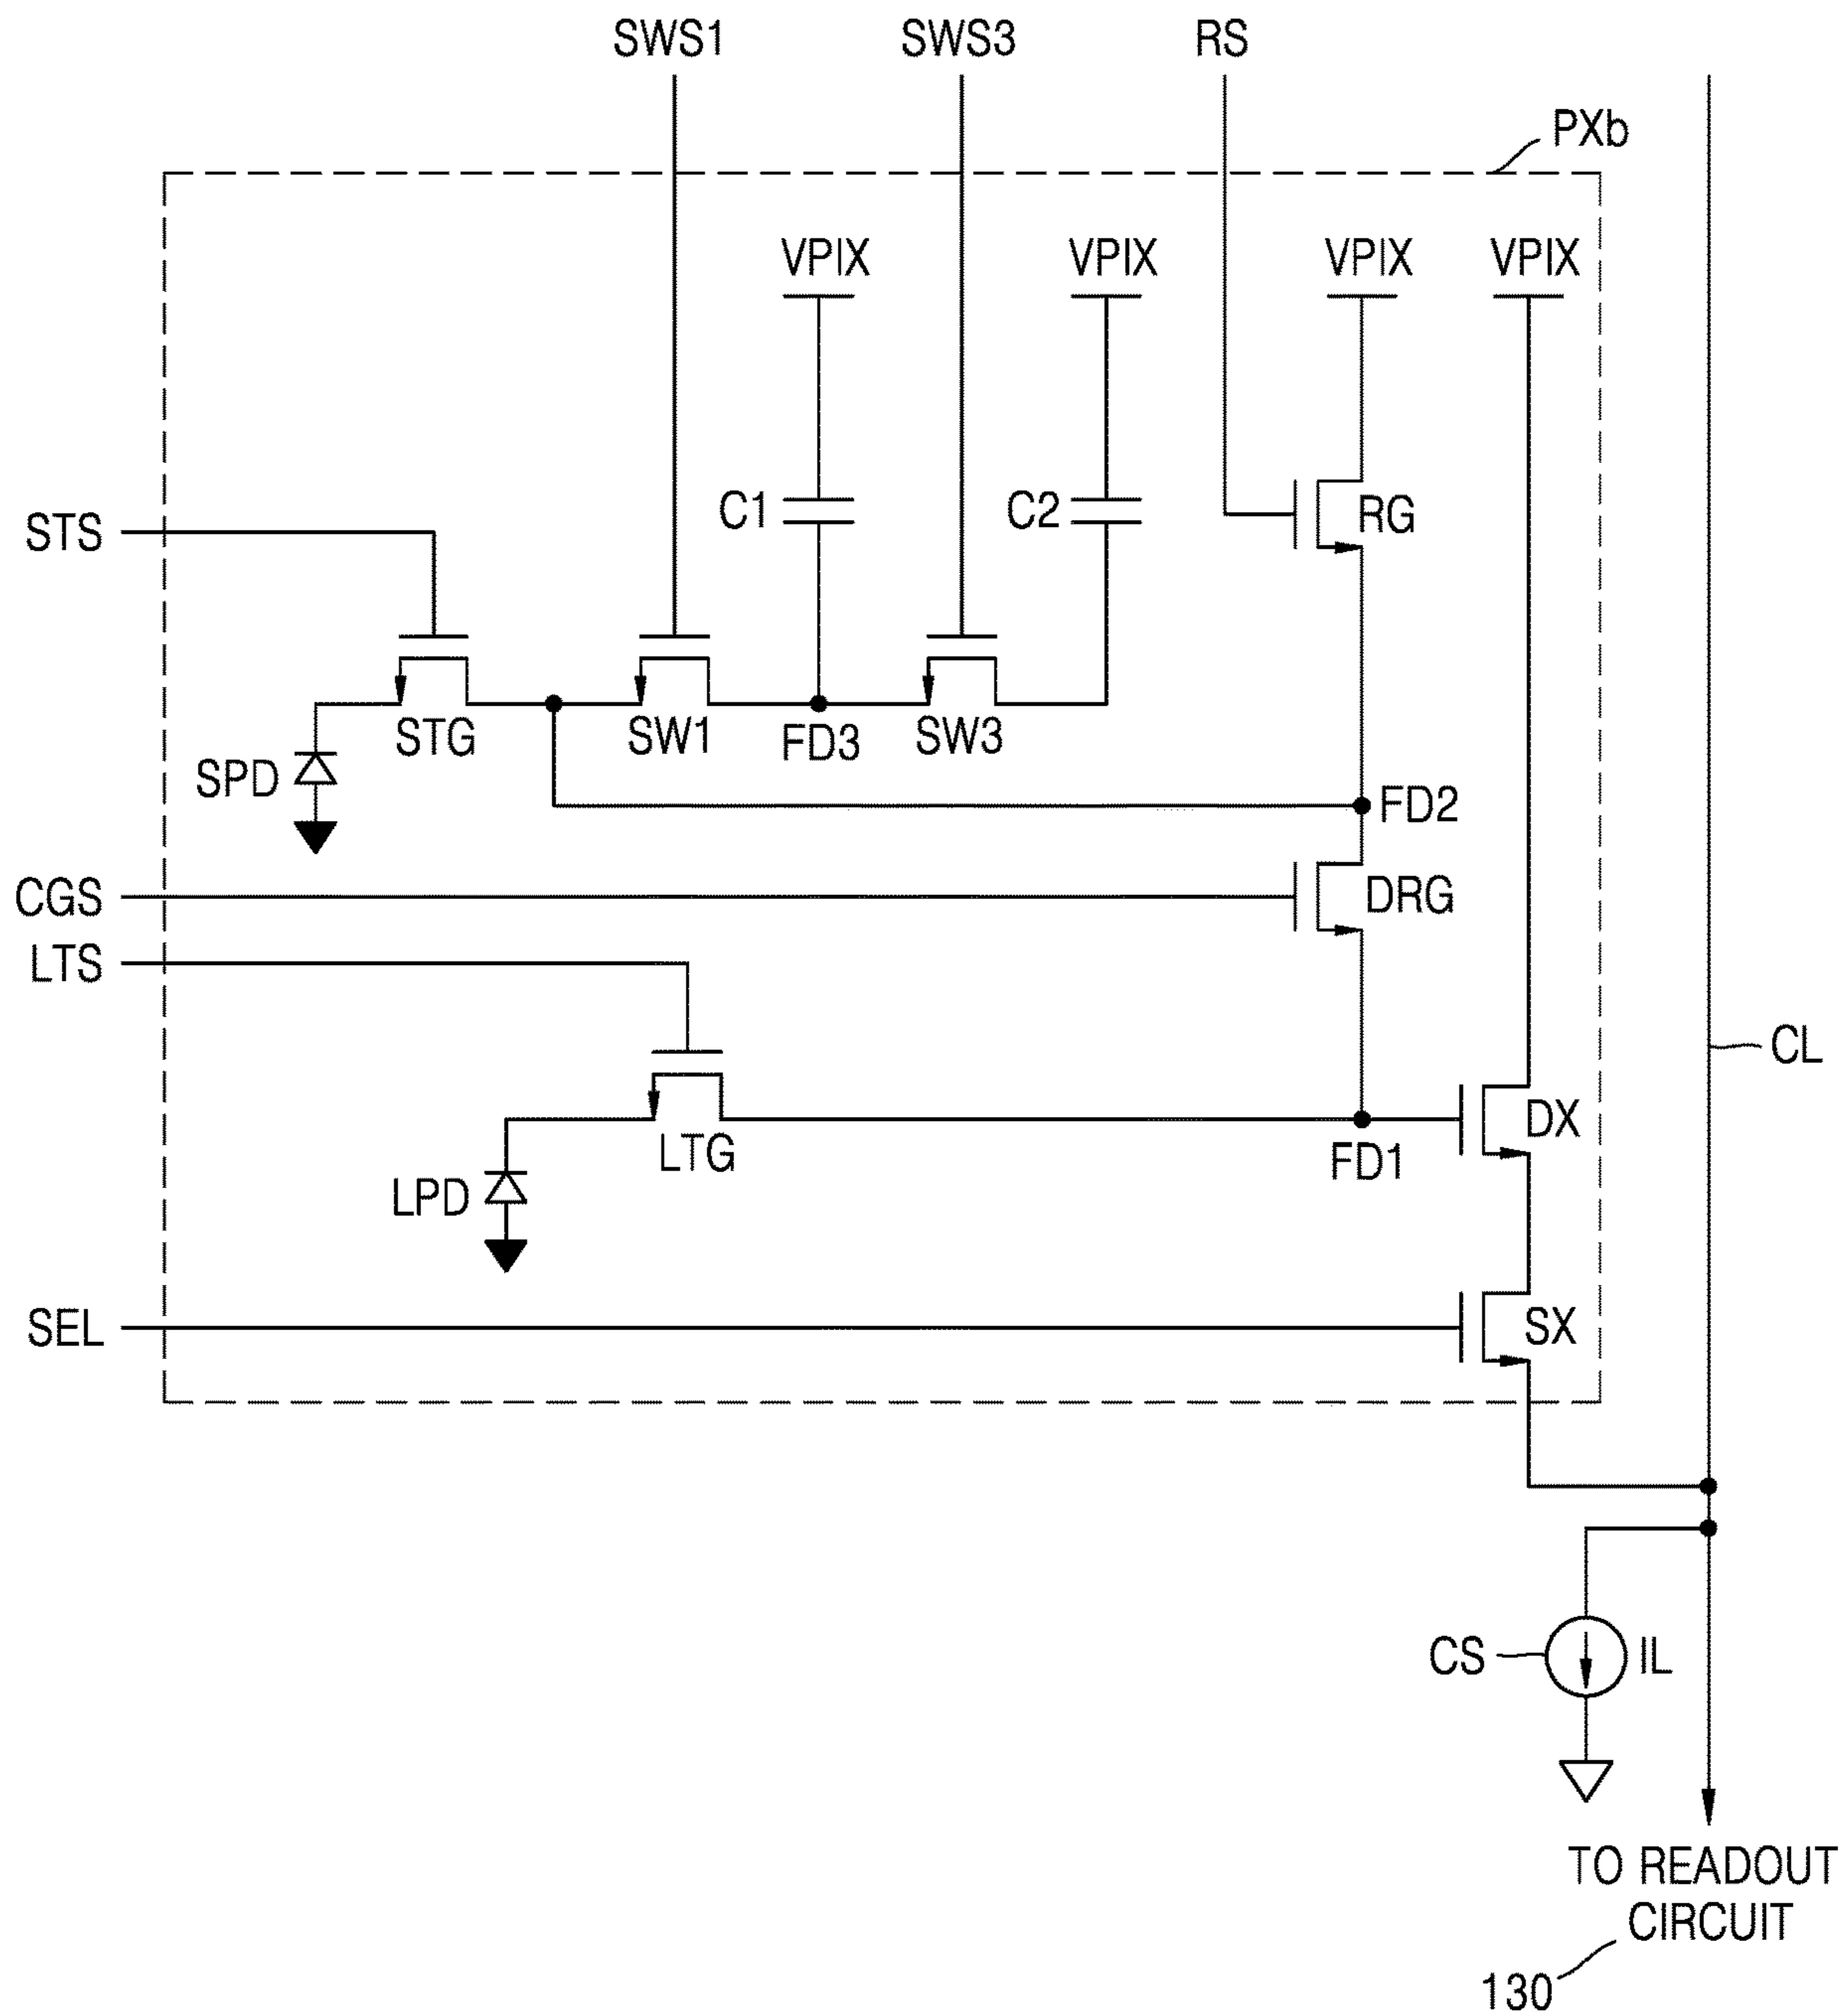 SWS1
SWS3
RS
PXb
VPIX
VPIX
VPIX
VPIX
C1
C2
RG
STS
STG
SW1
FD3
SW3
SPD
FD2
CGS
DRG
LTS
CL
LTG
FD1
DX
LPD
SEL
SX
CS
IL
TO READOUT
CIRCUIT
130